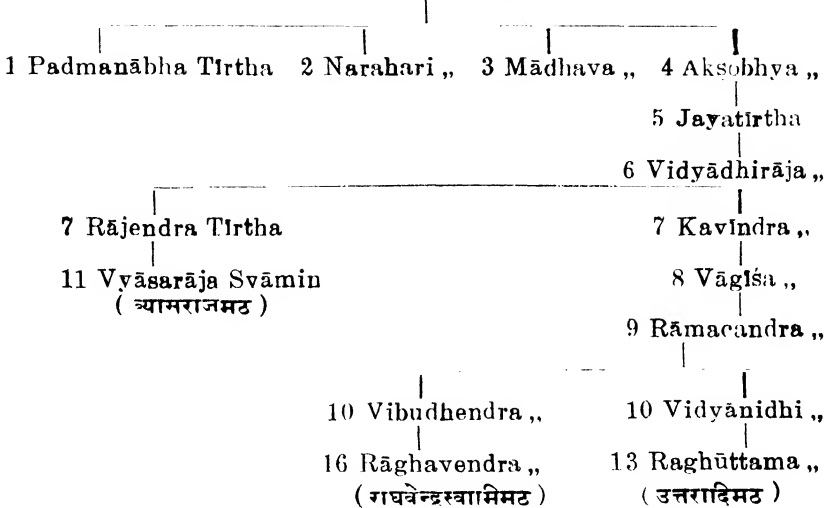 1 Padmanābha Tīrtha 2 Narahari „ 3 Mādhava „ 4 Akṣobhya „
5 Jayatīrtha
6 Vidyādhirāja „
7 Rājendra Tīrtha 7 Kavīndra „
11 Vyāsarāja Svāmin 8 Vāgīśa „
( व्यासराजमठ )
9 Rāmacandra „
10 Vibudhendra „ 10 Vidyānidhi „
16 Rāghavendra „ 13 Raghūttama „
( राघवेन्द्रस्वामिमठ ) ( उत्तरादिमठ )